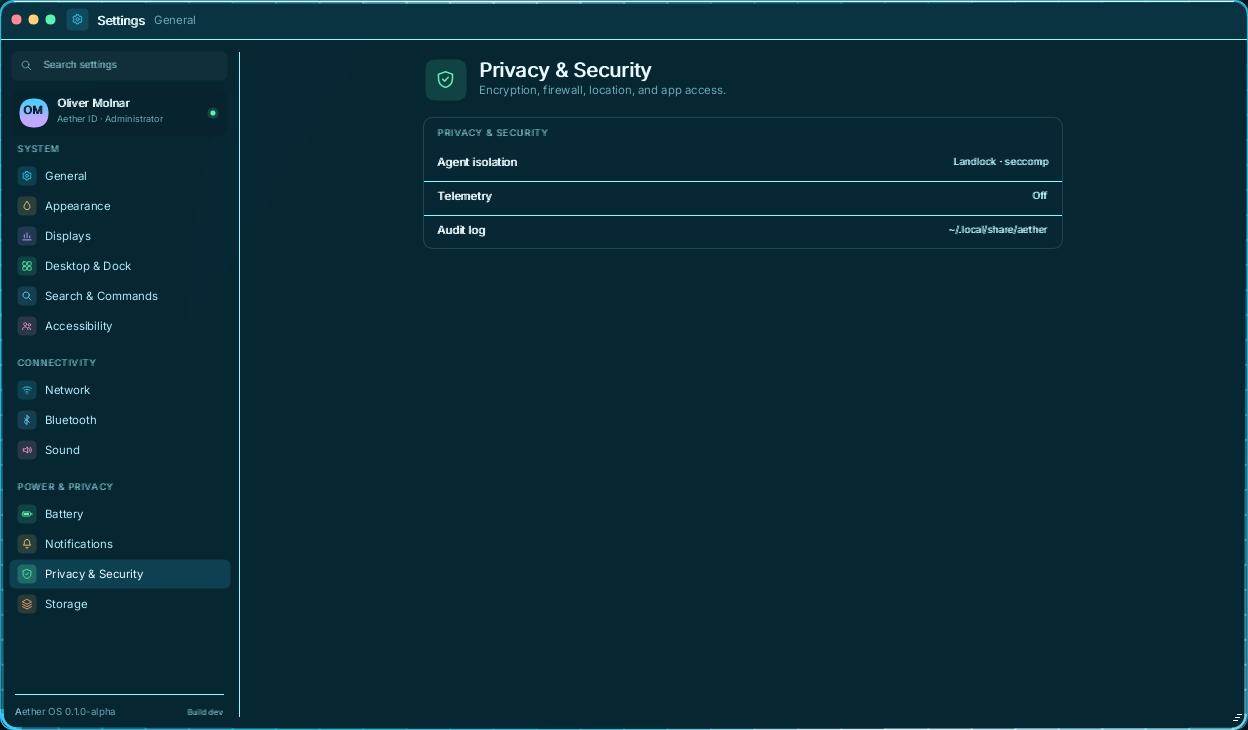 Settings General
Search settings
OM
Oliver Molnar
Aether ID · Administrator
SYSTEM
General
Appearance
Displays
Desktop & Dock
Search & Commands
Accessibility
CONNECTIVITY
Network
Bluetooth
Sound
POWER & PRIVACY
Battery
Notifications
Privacy & Security
Storage
Aether OS 0.1.0-alpha Build dev
Privacy & Security
Encryption, firewall, location, and app access.
PRIVACY & SECURITY
Agent isolation Landlock · seccomp
Telemetry Off
Audit log ~/.local/share/aether